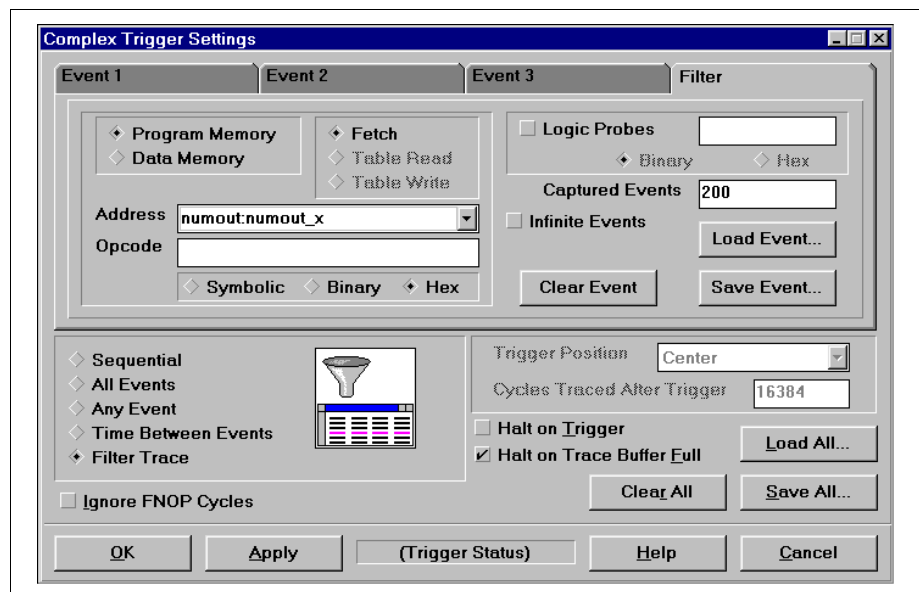 Complex Trigger Settings
Event 1
Event 2
Event 3
Filter
Program Memory
Data Memory
Fetch
Table Read
Table Write
Address
numout:numout_x
Opcode
Symbolic
Binary
Hex
Logic Probes
Binary
Hex
Captured Events
200
Infinite Events
Load Event...
Clear Event
Save Event...
Sequential
All Events
Any Event
Time Between Events
Filter Trace
Ignore FNOP Cycles
Trigger Position
Center
Cycles Traced After Trigger
16384
Halt on Trigger
Halt on Trace Buffer Full
Load All...
Clear All
Save All...
OK
Apply
(Trigger Status)
Help
Cancel